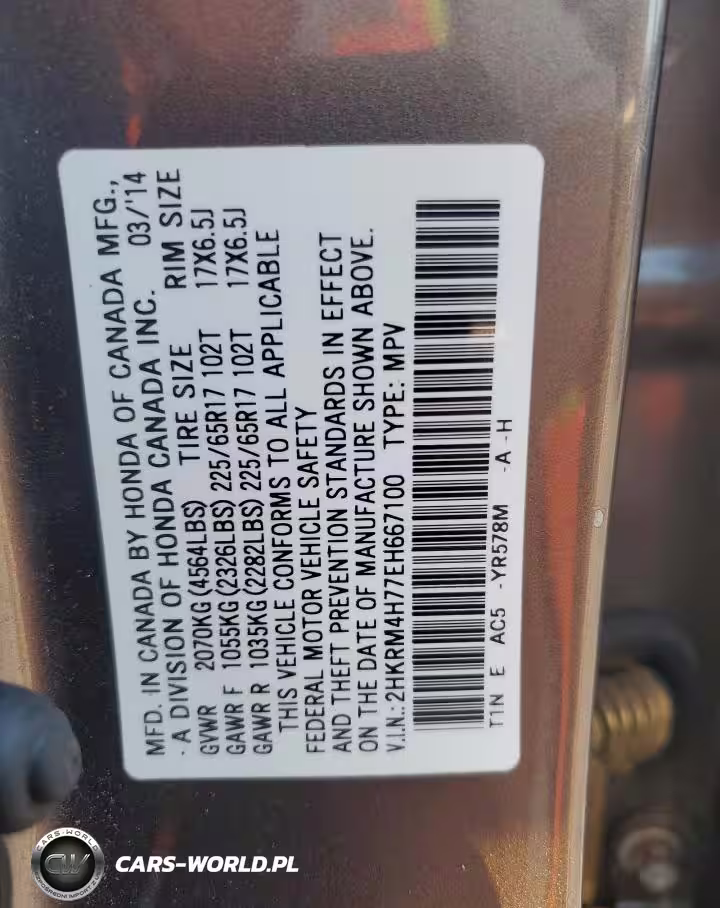 MFD. IN CANADA BY HONDA OF CANADA MFG.,
- A DIVISION OF HONDA CANADA INC. 03/'14
GVWR 2070KG(4564LBS) TIRE SIZE RIM SIZE
GAWR F 1055KG(2326LBS) 225/65R17 102T 17X6.5J
GAWR R 1035KG(2282LBS) 225/65R17 102T 17X6.5J
THIS VEHICLE CONFORMS TO ALL APPLICABLE
FEDERAL MOTOR VEHICLE SAFETY
AND THEFT PREVENTION STANDARDS IN EFFECT
ON THE DATE OF MANUFACTURE SHOWN ABOVE.
V.I.N.: 2HKRM4H77EH667100 TYPE: MPV
T1N E AC5 -YR578M -A -H
CARS-WORLD
CW
CARS-WORLD.PL